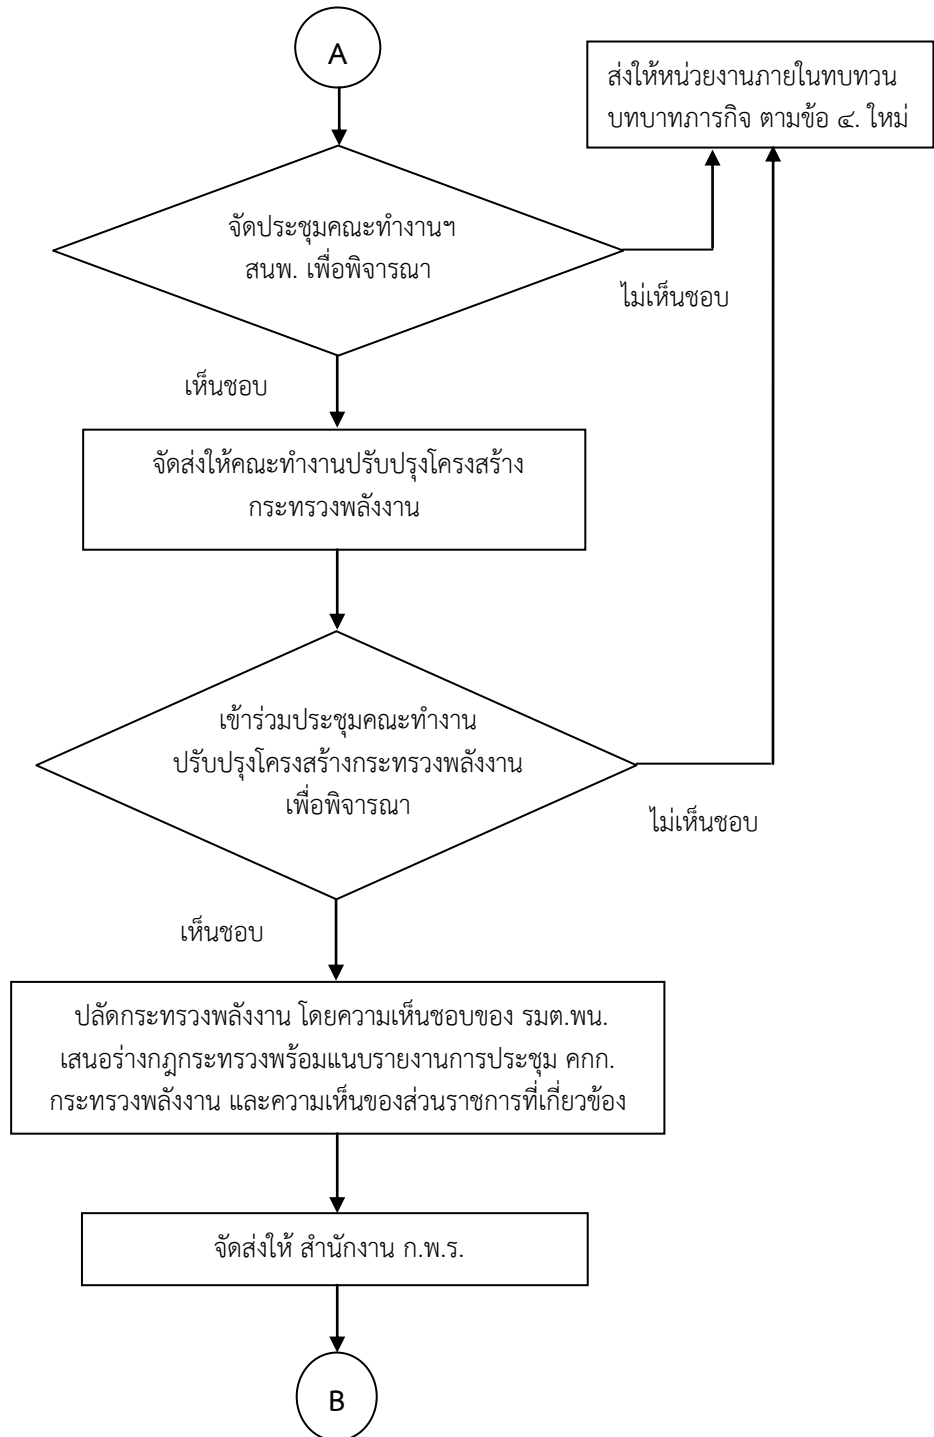 A
ส่งให้หน่วยงานภายในทบทวน
บทบาทภารกิจ ตามข้อ ๔. ใหม่
จัดประชุมคณะทำงานฯ
สนพ. เพื่อพิจารณา
ไม่เห็นชอบ
เห็นชอบ
จัดส่งให้คณะทำงานปรับปรุงโครงสร้าง
กระทรวงพลังงาน
เข้าร่วมประชุมคณะทำงาน
ปรับปรุงโครงสร้างกระทรวงพลังงาน
เพื่อพิจารณา
ไม่เห็นชอบ
เห็นชอบ
ปลัดกระทรวงพลังงาน โดยความเห็นชอบของ รมต.พน.
เสนอร่างกฎกระทรวงพร้อมแนบรายงานการประชุม คกก.
กระทรวงพลังงาน และความเห็นของส่วนราชการที่เกี่ยวข้อง
จัดส่งให้ สำนักงาน ก.พ.ร.
B